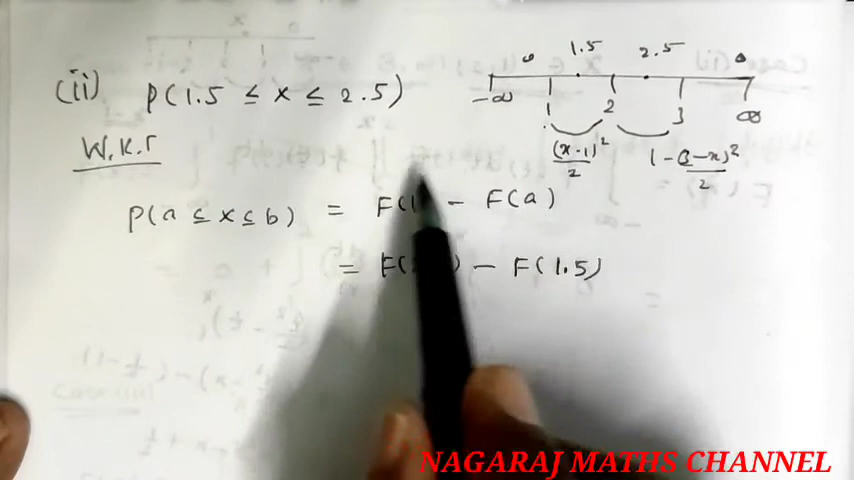 0 1.5 2.5 0
(ii) P(1.5 ≤ x ≤ 2.5)
-∞ 1 2 3 ∞
W.K.T
(x-1)²/2 1-(3-x)²/2
P(a ≤ x ≤ b) = F( - F(a)
= F( ) - F(1.5)
NAGARAJ MATHS CHANNEL